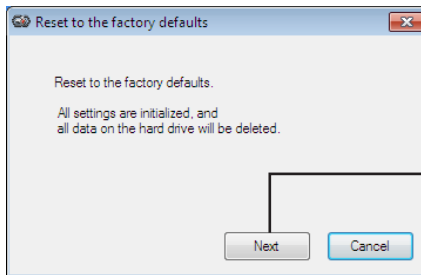 Reset to the factory defaults
Reset to the factory defaults.
All settings are initialized, and
all data on the hard drive will be deleted.
Next
Cancel